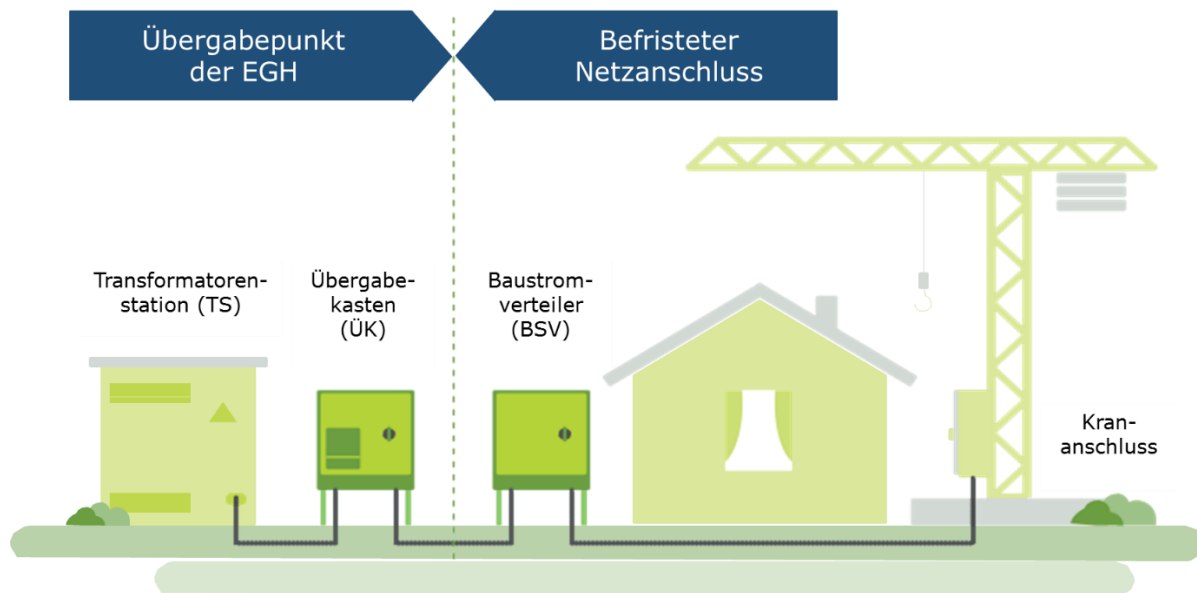 Übergabepunkt
der EGH
Befristeter
Netzanschluss
Transformatoren-
station (TS)
Übergabe-
kasten
(ÜK)
Baustrom-
verteiler
(BSV)
Kran-
anschluss